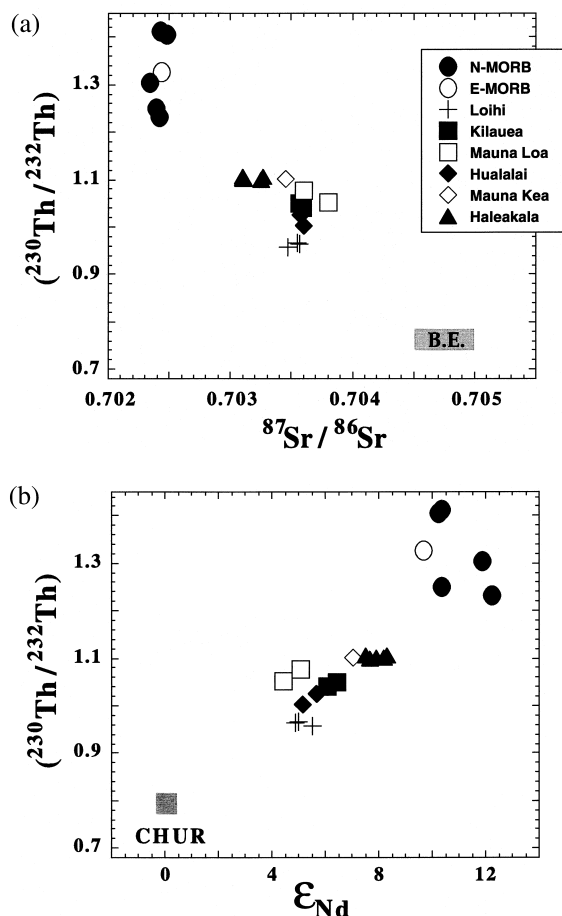 (a)
1.3
1.1
0.9
0.7
(230Th/232Th)
N-MORB
E-MORB
Loihi
Kilauea
Mauna Loa
Hualalai
Mauna Kea
Haleakala
B.E.
0.702 0.703 0.704 0.705
87Sr/86Sr
(b)
1.3
1.1
0.9
0.7
(230Th/232Th)
CHUR
0 4 8 12
εNd